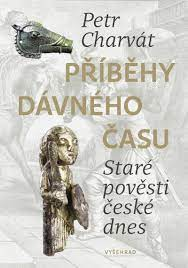 Petr
Charvát
PŘÍBĚHY
DÁVNÉHO
ČASU
Staré
pověsti
české
dnes
VYŠEHRAD